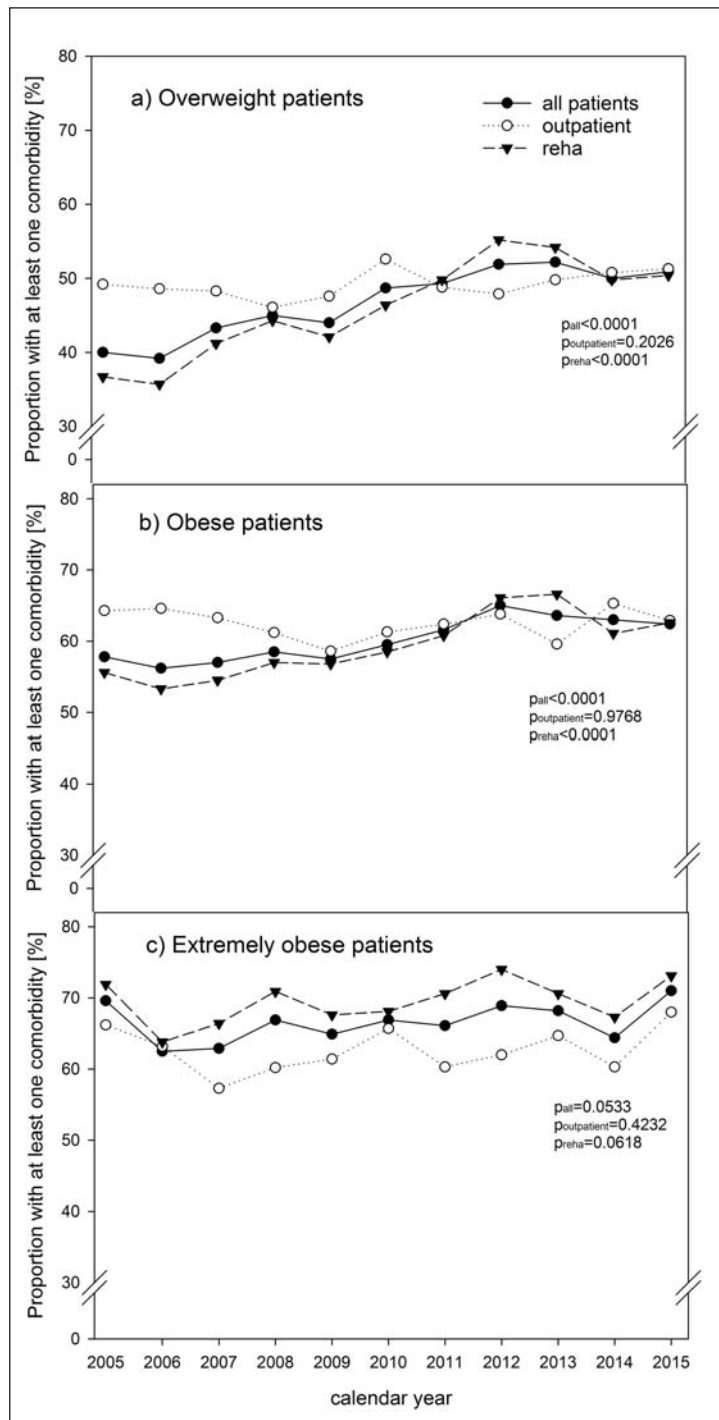 Proportion with at least one comorbidity [%]
80
70
60
50
40
30
0
a) Overweight patients
all patients
outpatient
reha
pall<0.0001
poutpatient=0.2026
preha<0.0001
Proportion with at least one comorbidity [%]
80
70
60
50
40
30
0
b) Obese patients
pall<0.0001
poutpatient=0.9768
preha<0.0001
Proportion with at least one comorbidity [%]
80
70
60
50
40
30
0
c) Extremely obese patients
pall=0.0533
poutpatient=0.4232
preha=0.0618
2005 2006 2007 2008 2009 2010 2011 2012 2013 2014 2015
calendar year